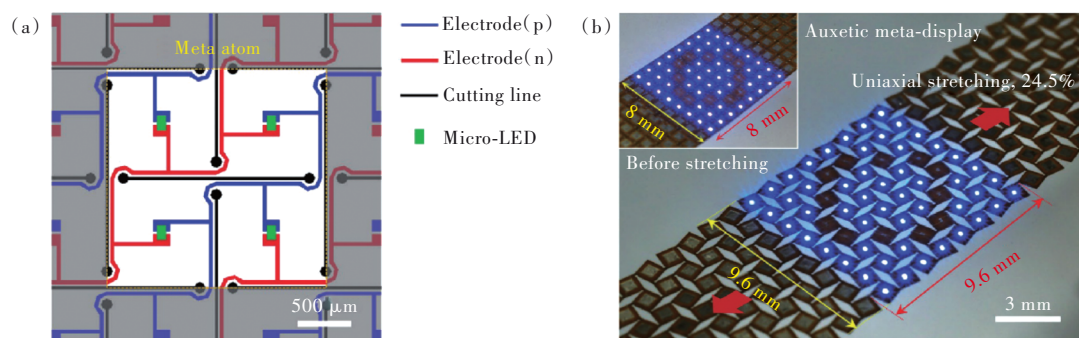 (a)
Meta atom
500 μm
Electrode(p)
Electrode(n)
Cutting line
Micro-LED
(b)
Auxetic meta-display
Uniaxial stretching, 24.5%
8 mm
8 mm
Before stretching
9.6 mm
9.6 mm
3 mm